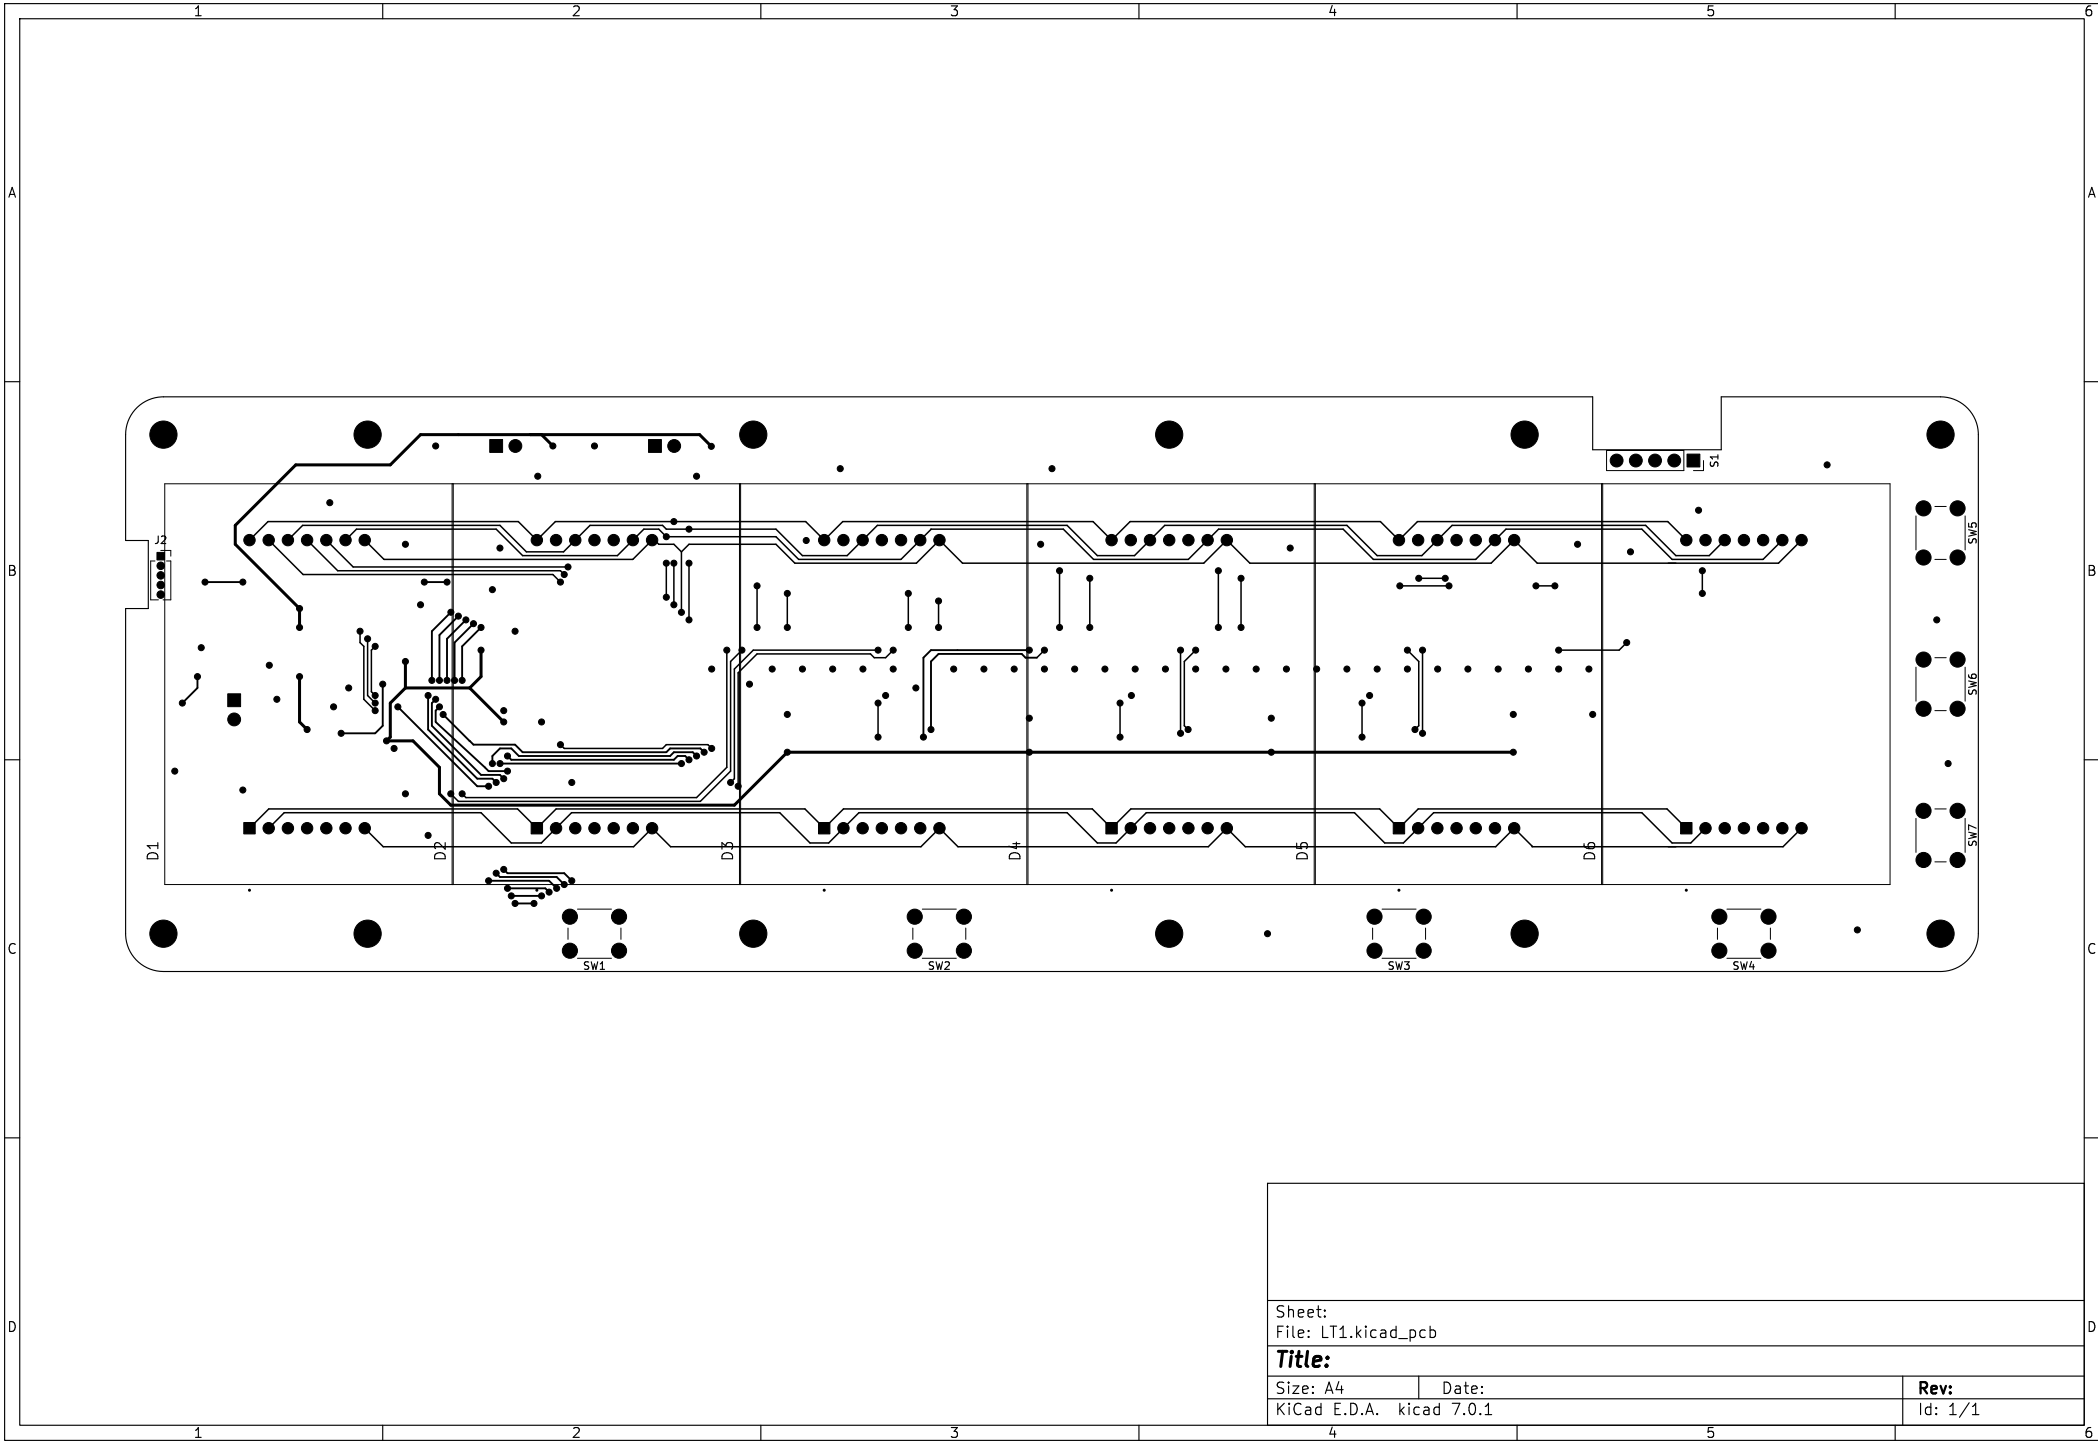 1 2 3 4 5 6
A A
S1
SW5
J2
B B
SW6
SW7
D1 D2 D3 D4 D5 D6
C C
SW1 SW2 SW3 SW4
Sheet:
D D
File: LT1.kicad_pcb
Title:
Size: A4 Date: Rev:
KiCad E.D.A. kicad 7.0.1 Id: 1/1
1 2 3 4 5 6